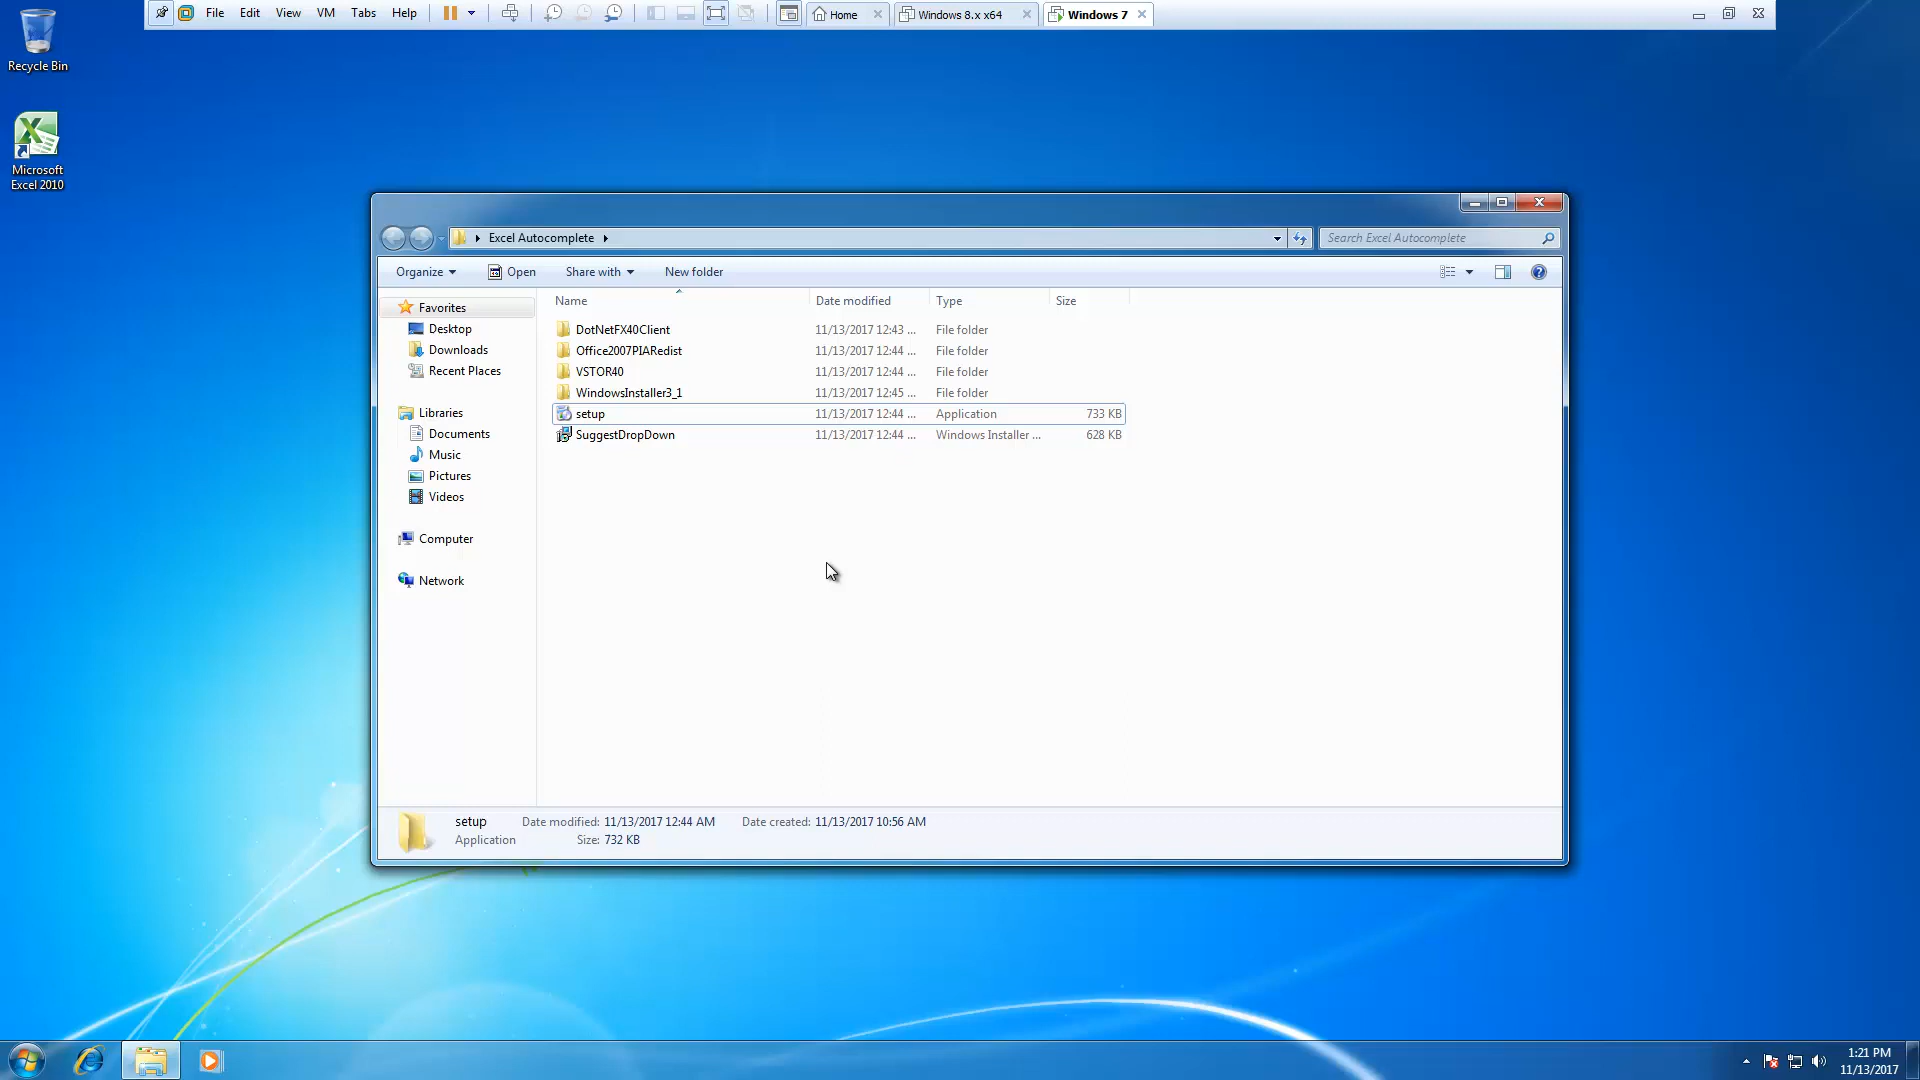 File Edit View VM Tabs Help Home Windows 8.x x64 Windows 7
Recycle Bin
Microsoft
Excel 2010
Excel Autocomplete
Search Excel Autocomplete
Organize Open Share with New folder
Name Date modified Type Size
Favorites
Desktop
Downloads
Recent Places
Libraries
Documents
Music
Pictures
Videos
Computer
Network
DotNetFX40Client 11/13/2017 12:43 ... File folder
Office2007PIARedist 11/13/2017 12:44 ... File folder
VSTOR40 11/13/2017 12:44 ... File folder
WindowsInstaller3_1 11/13/2017 12:45 ... File folder
setup 11/13/2017 12:44 ... Application 733 KB
SuggestDropDown 11/13/2017 12:44 ... Windows Installer ... 628 KB
setup Date modified: 11/13/2017 12:44 AM Date created: 11/13/2017 10:56 AM
Application Size: 732 KB
1:21 PM
11/13/2017